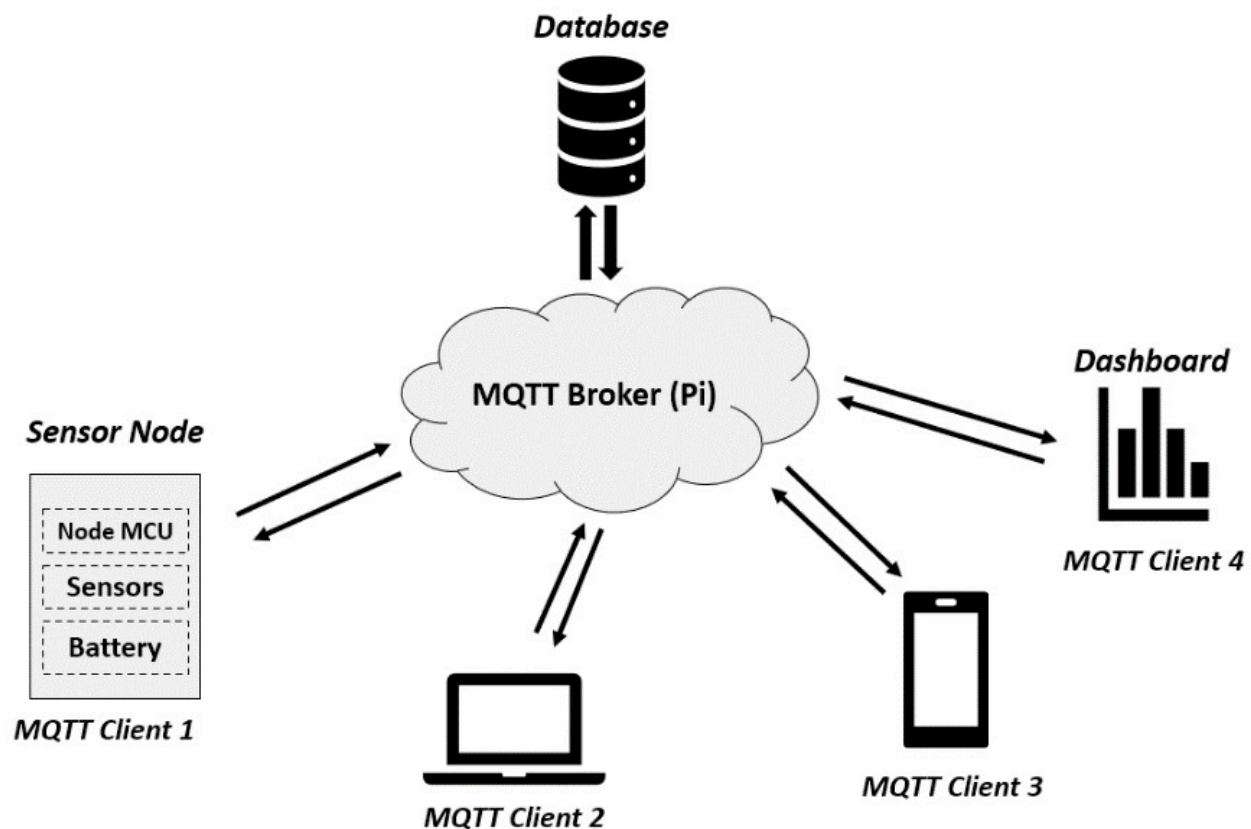 Database
MQTT Broker (Pi)
Dashboard
MQTT Client 4
Sensor Node
Node MCU
Sensors
Battery
MQTT Client 1
MQTT Client 2
MQTT Client 3